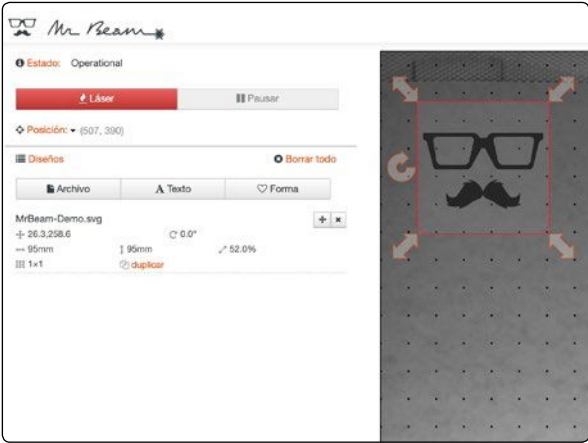 Mr Beam
Estado: Operational
Láser Pausar
Posición: (507, 390)
Diseños Borrar todo
Archivo Texto Forma
MrBeam-Demo.svg
26.3,258.6 0.0°
95mm 95mm 52.0%
1×1 duplicar